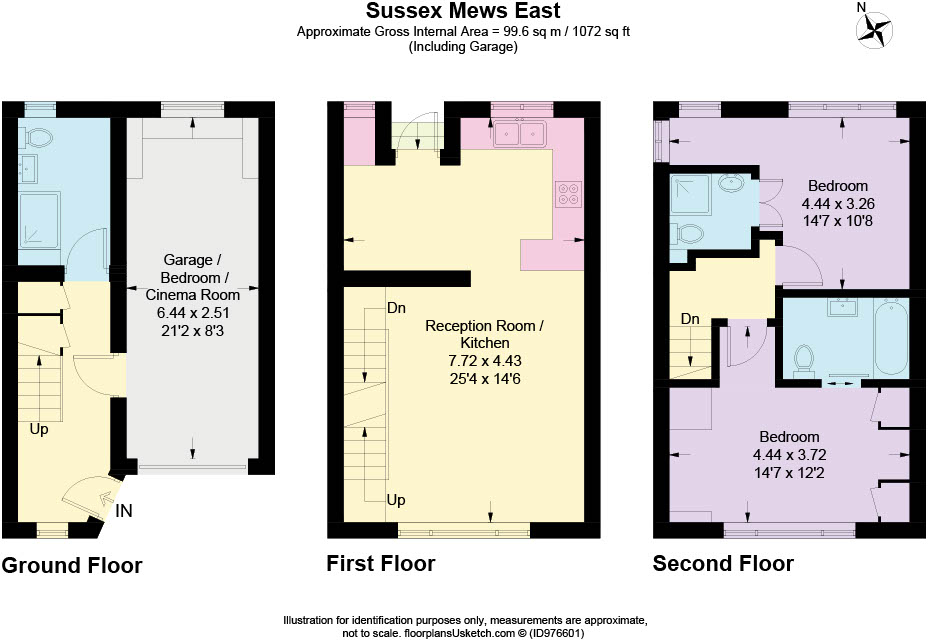 Sussex Mews East
Approximate Gross Internal Area = 99.6 sq m / 1072 sq ft
(Including Garage)
N
Garage /
Bedroom /
Cinema Room
6.44 x 2.51
21'2 x 8'3
Up
IN
Ground Floor
Dn
Reception Room /
Kitchen
7.72 x 4.43
25'4 x 14'6
Up
First Floor
Bedroom
4.44 x 3.26
14'7 x 10'8
Dn
Bedroom
4.44 x 3.72
14'7 x 12'2
Second Floor
Illustration for identification purposes only, measurements are approximate,
not to scale. floorplansUsketch.com © (ID976601)